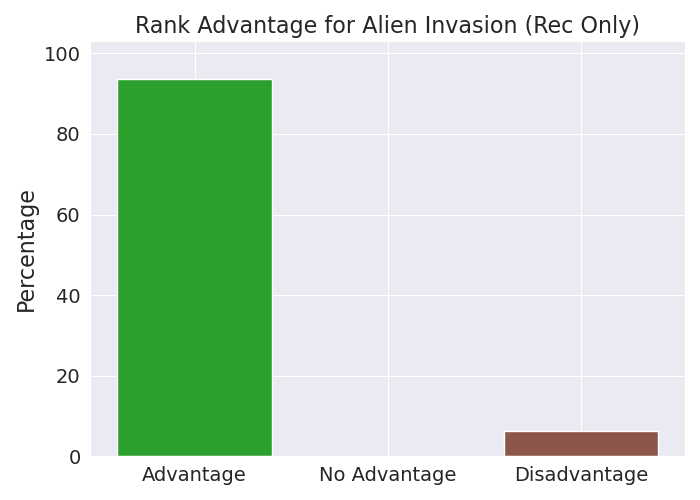 Rank Advantage for Alien Invasion (Rec Only)
100
80
60
40
20
0
Percentage
Advantage
No Advantage
Disadvantage